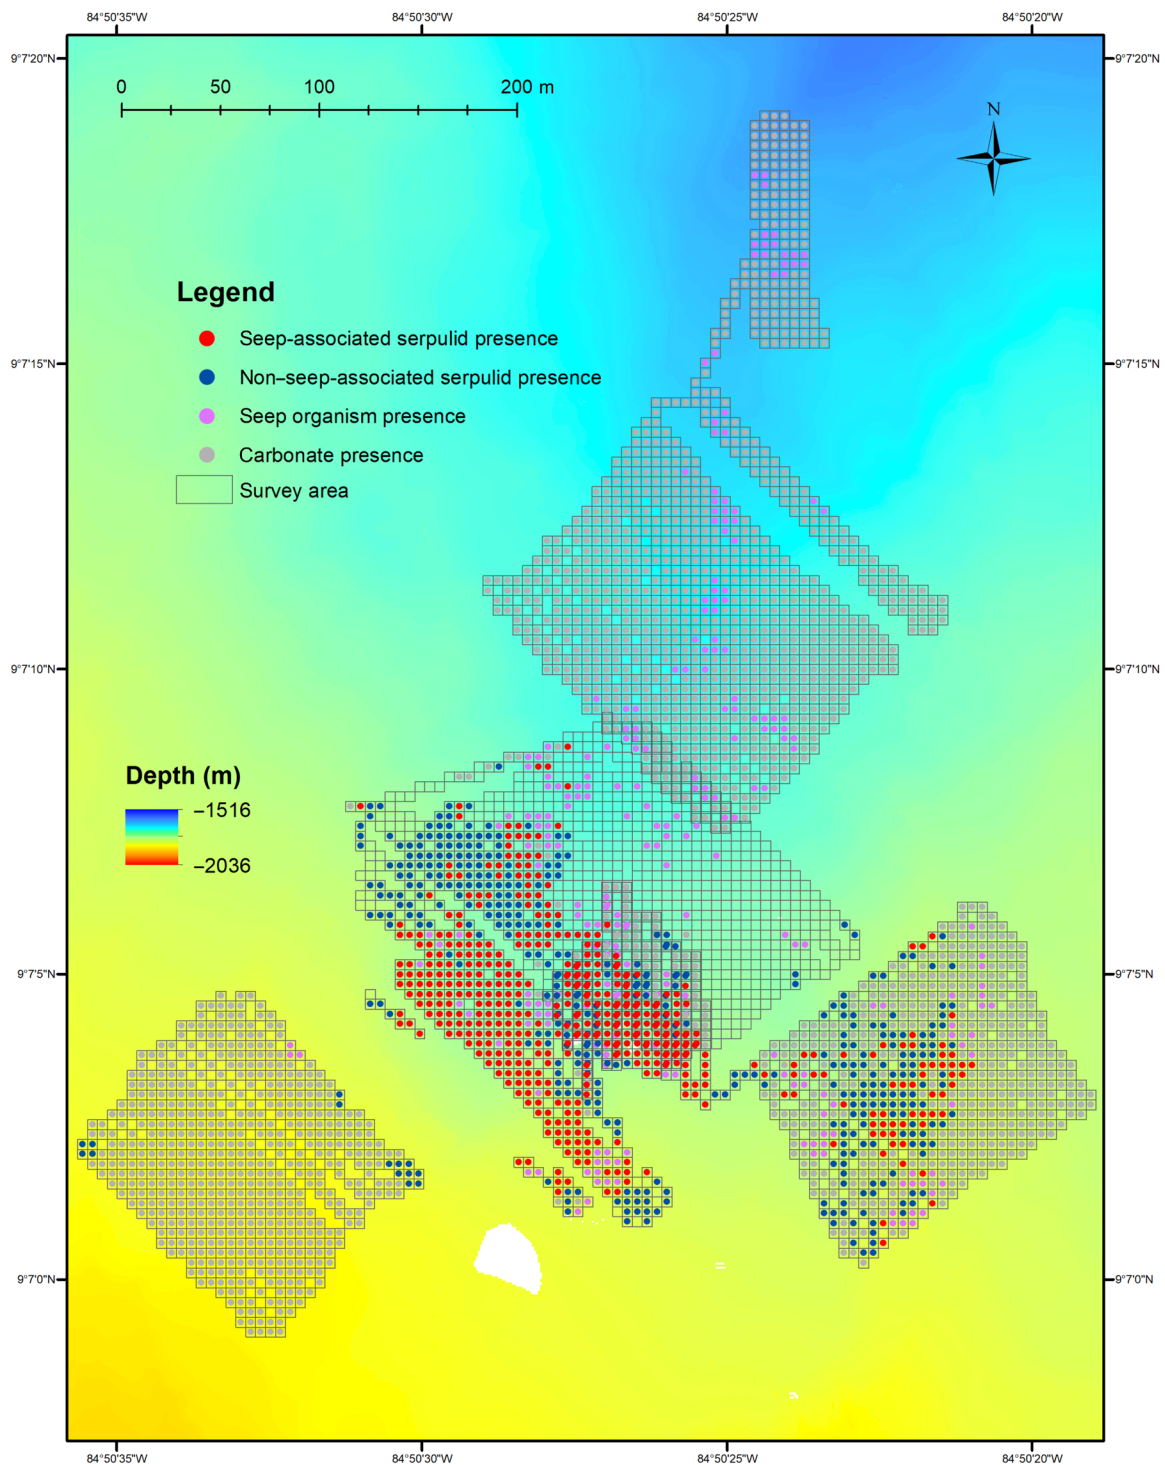 84°50'35"W 84°50'30"W 84°50'25"W 84°50'20"W
9°7'20"N 9°7'20"N
0 50 100 200 m
N
Legend
Seep-associated serpulid presence
9°7'15"N 9°7'15"N
Non–seep-associated serpulid presence
Seep organism presence
Carbonate presence
Survey area
9°7'10"N 9°7'10"N
Depth (m)
−1516
−2036
9°7'5"N 9°7'5"N
9°7'0"N 9°7'0"N
84°50'35"W 84°50'30"W 84°50'25"W 84°50'20"W